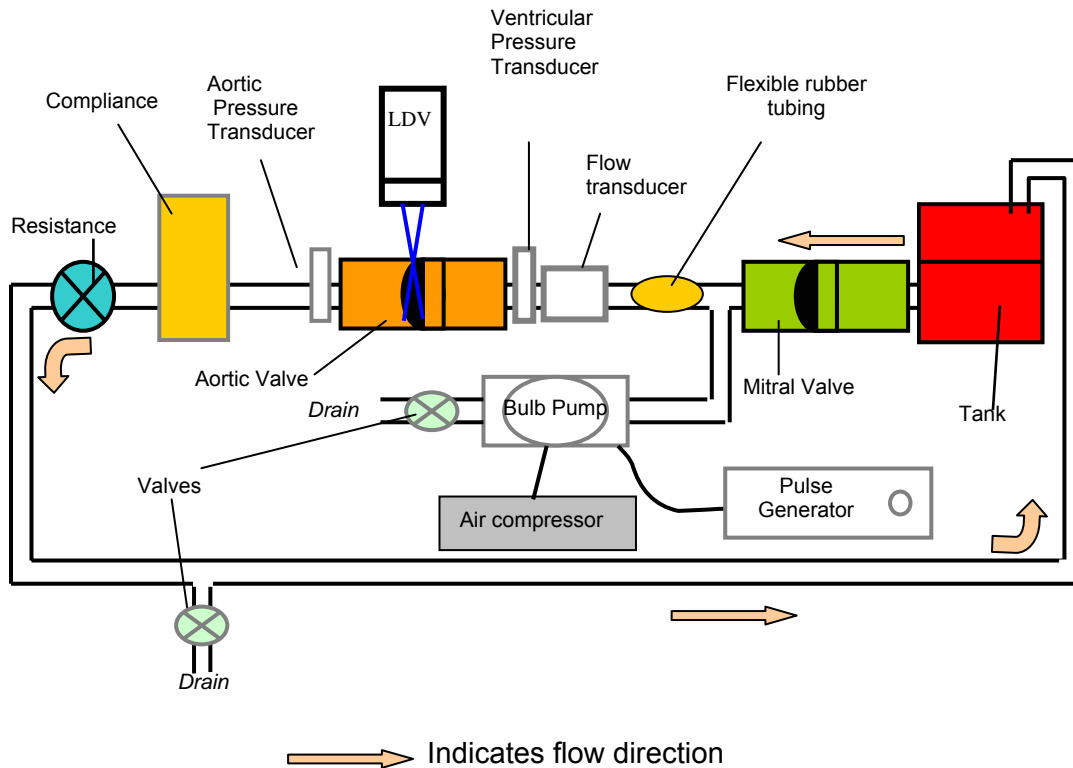 Ventricular
Pressure
Transducer
Aortic
Pressure
Transducer
Compliance
LDV
Flexible rubber
tubing
Flow
transducer
Resistance
Aortic Valve
Mitral Valve
Tank
Drain
Bulb Pump
Valves
Air compressor
Pulse
Generator
Drain
Indicates flow direction